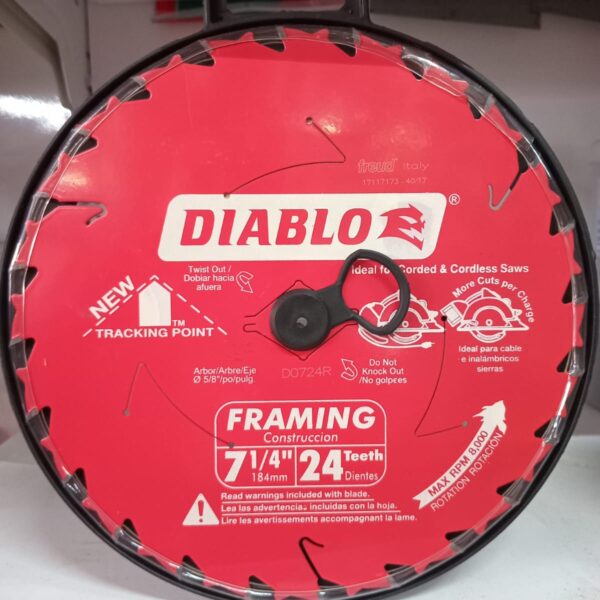 freud® Italy
17117173 - 40/17
DIABLO®
Twist Out /
Dobiar hacia
afuera
Ideal for Corded & Cordless Saws
More Cuts per Charge
Ideal para cable
e inalámbricos
sierras
NEW
TRACKING POINT™
Arbor/Arbre/Eje
Ø 5/8"/po/pulg.
D0724R
Do Not
Knock Out
/No golpees
FRAMING
Construccion
7 1/4"
184mm
24 Teeth
Dientes
MAX RPM 8,000
ROTATION ROTACION
Read warnings included with blade.
Lea las advertencias incluidas con la hoja.
Lire les avertissements accompagnant la lame.